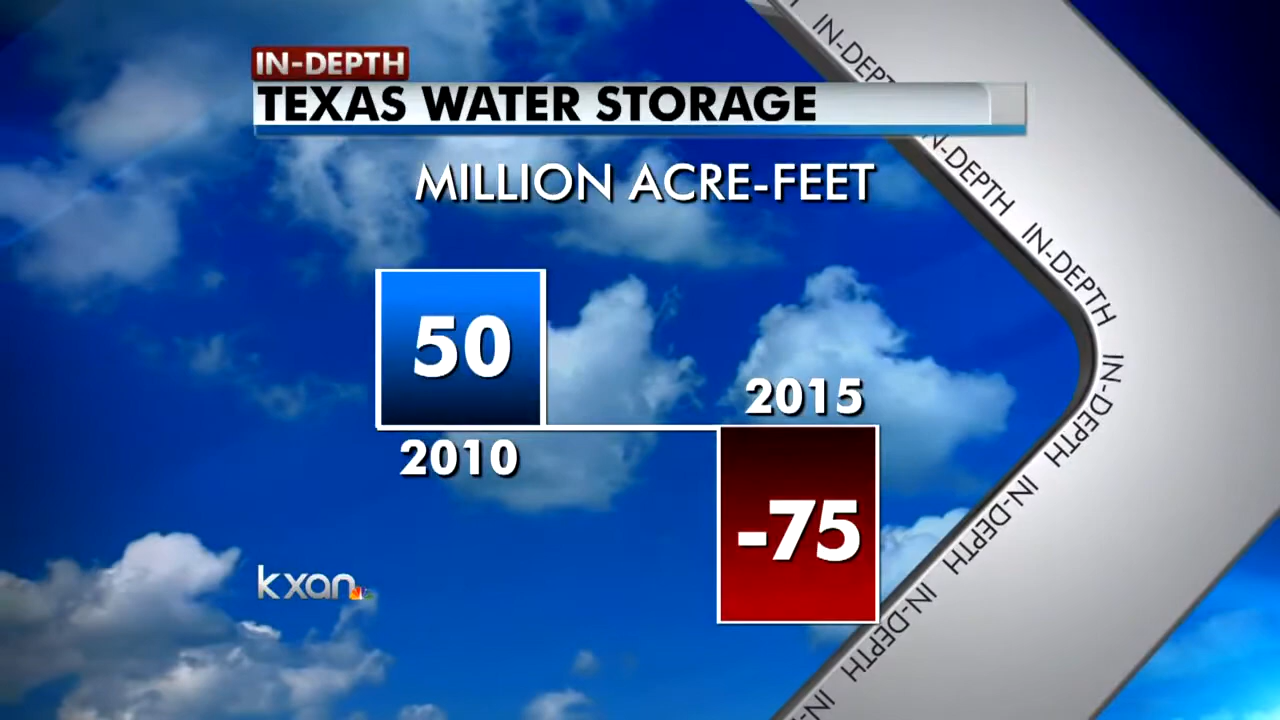 IN-DEPTH
TEXAS WATER STORAGE
MILLION ACRE-FEET
50
2010
2015
-75
kxan
IN-DEPTH
IN-DEPTH
IN-DEPTH
IN-DEPTH
IN-DEPTH
IN-DEPTH
IN